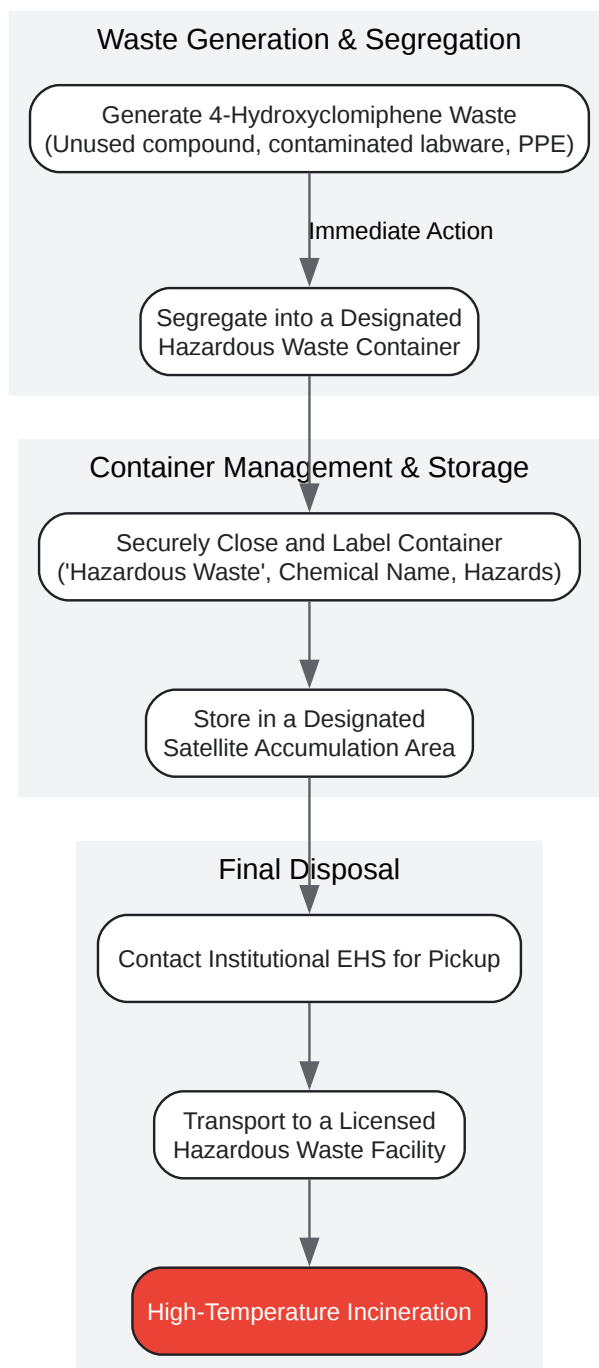 Waste Generation & Segregation
Generate 4-Hydroxyclomiphene Waste
(Unused compound, contaminated labware, PPE)
Immediate Action
Segregate into a Designated
Hazardous Waste Container
Container Management & Storage
Securely Close and Label Container
('Hazardous Waste', Chemical Name, Hazards)
Store in a Designated
Satellite Accumulation Area
Final Disposal
Contact Institutional EHS for Pickup
Transport to a Licensed
Hazardous Waste Facility
High-Temperature Incineration